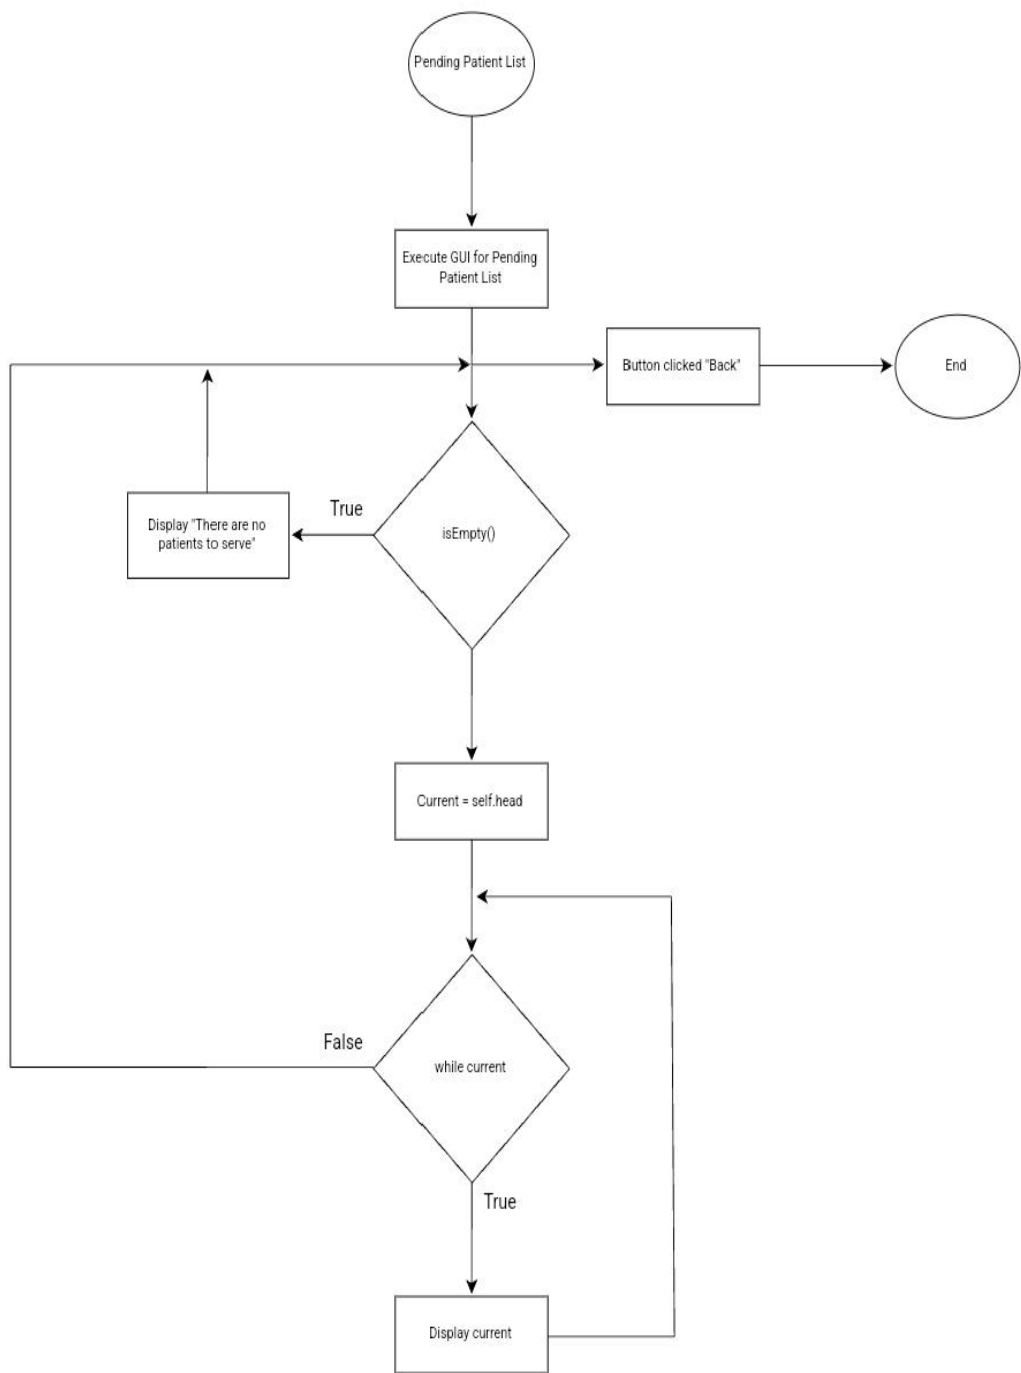 Pending Patient List
Execute GUI for Pending
Patient List
Button clicked "Back"
End
True
Display "There are no
patients to serve"
isEmpty()
Current = self.head
False
while current
True
Display current